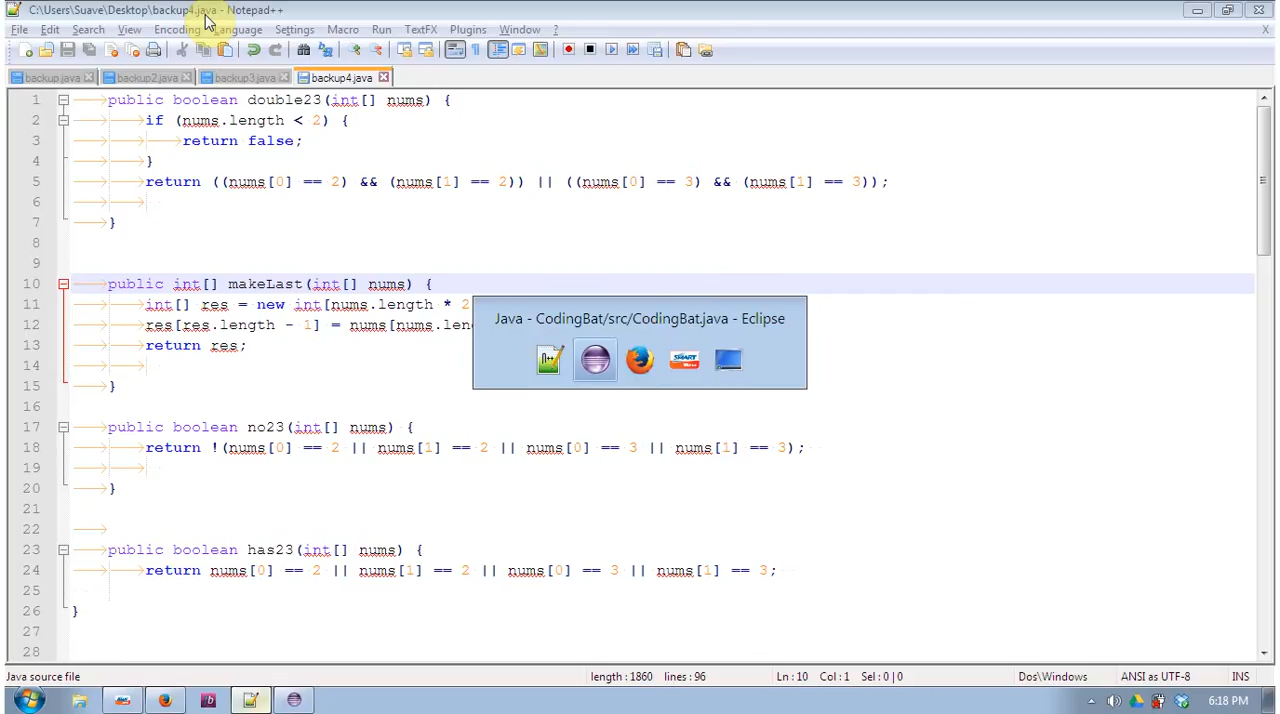 C:\Users\Suave\Desktop\backup4.java - Notepad++
File Edit Search View Encoding Language Settings Macro Run TextFX Plugins Window ?
backup.java backup2.java backup3.java backup4.java
1 public boolean double23(int[] nums) {
2 if (nums.length < 2) {
3 return false;
4 }
5 return ((nums[0] == 2) && (nums[1] == 2)) || ((nums[0] == 3) && (nums[1] == 3));
6
7 }
8
9
10 public int[] makeLast(int[] nums) {
11 int[] res = new int[nums.length * 2
12 res[res.length - 1] = nums[nums.len
13 return res;
14
15 }
16
17 public boolean no23(int[] nums) {
18 return !(nums[0] == 2 || nums[1] == 2 || nums[0] == 3 || nums[1] == 3);
19
20 }
21
22
23 public boolean has23(int[] nums) {
24 return nums[0] == 2 || nums[1] == 2 || nums[0] == 3 || nums[1] == 3;
25
26 }
27
28
Java - CodingBat/src/CodingBat.java - Eclipse
SMART
Java source file length : 1860 lines : 96 Ln : 10 Col : 1 Sel : 0 | 0 Dos\Windows ANSI as UTF-8 INS
6:18 PM